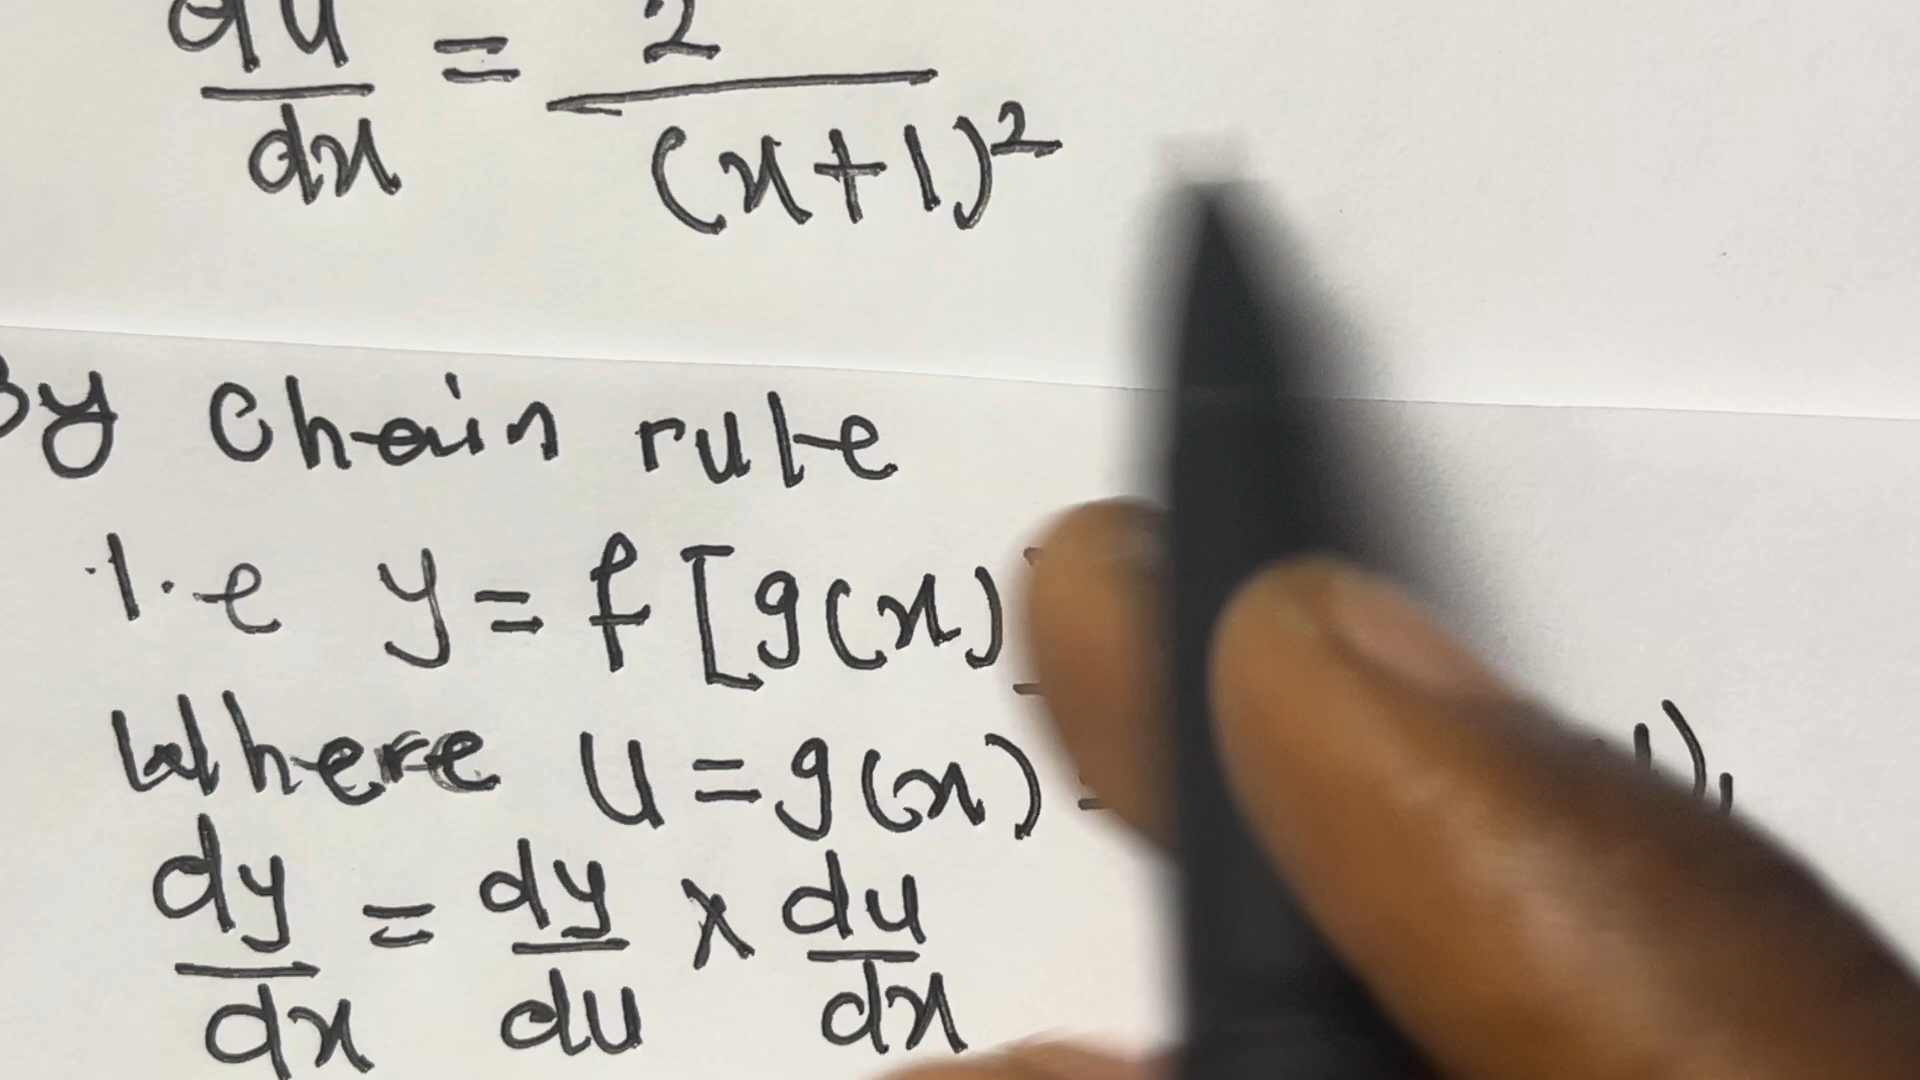 du/dx = 2/(x+1)²
By chain rule
I.e y = f[g(x)]
Where u = g(x) =
dy/dx = dy/du × du/dx